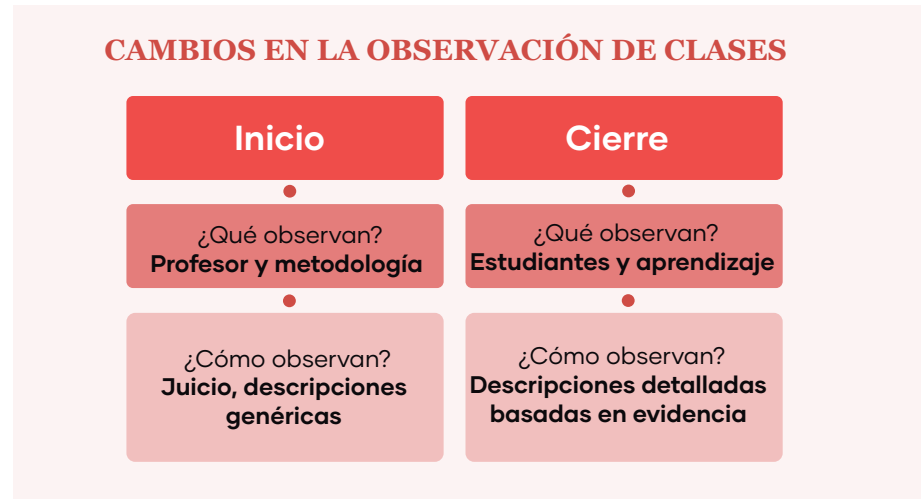 CAMBIOS EN LA OBSERVACIÓN DE CLASES
Inicio
¿Qué observan?
Profesor y metodología
¿Cómo observan?
Juicio, descripciones
genéricas
Cierre
¿Qué observan?
Estudiantes y aprendizaje
¿Cómo observan?
Descripciones detalladas
basadas en evidencia